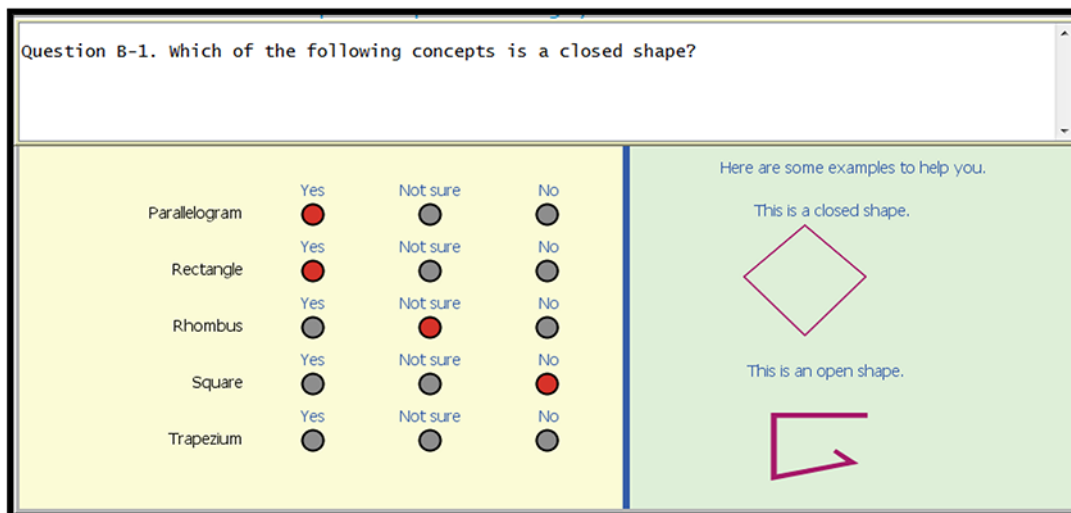 Question B-1. Which of the following concepts is a closed shape?
Yes Not sure No
Parallelogram
Yes Not sure No
Rectangle
Yes Not sure No
Rhombus
Yes Not sure No
Square
Yes Not sure No
Trapezium
Here are some examples to help you.
This is a closed shape.
This is an open shape.